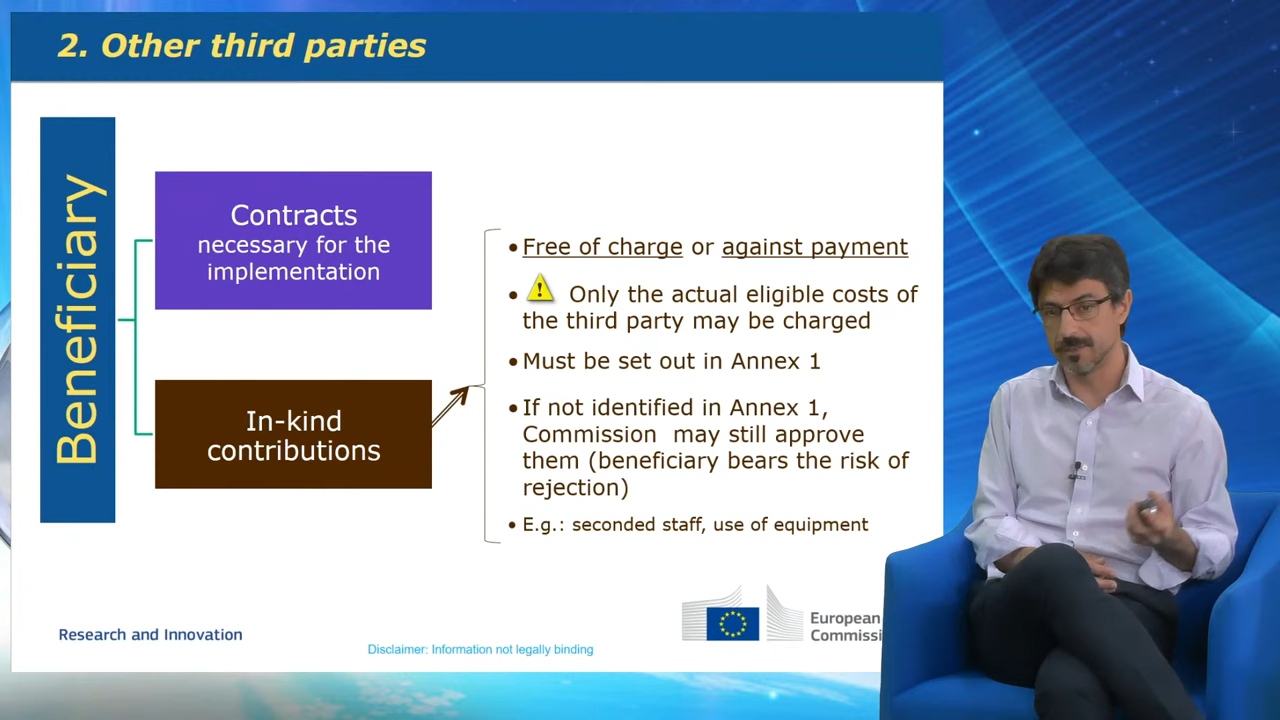 2. Other third parties
Beneficiary
Contracts
necessary for the
implementation
In-kind
contributions
• Free of charge or against payment
• Only the actual eligible costs of
the third party may be charged
• Must be set out in Annex 1
• If not identified in Annex 1,
Commission may still approve
them (beneficiary bears the risk of
rejection)
• E.g.: seconded staff, use of equipment
Research and Innovation
Disclaimer: Information not legally binding
European
Commissi